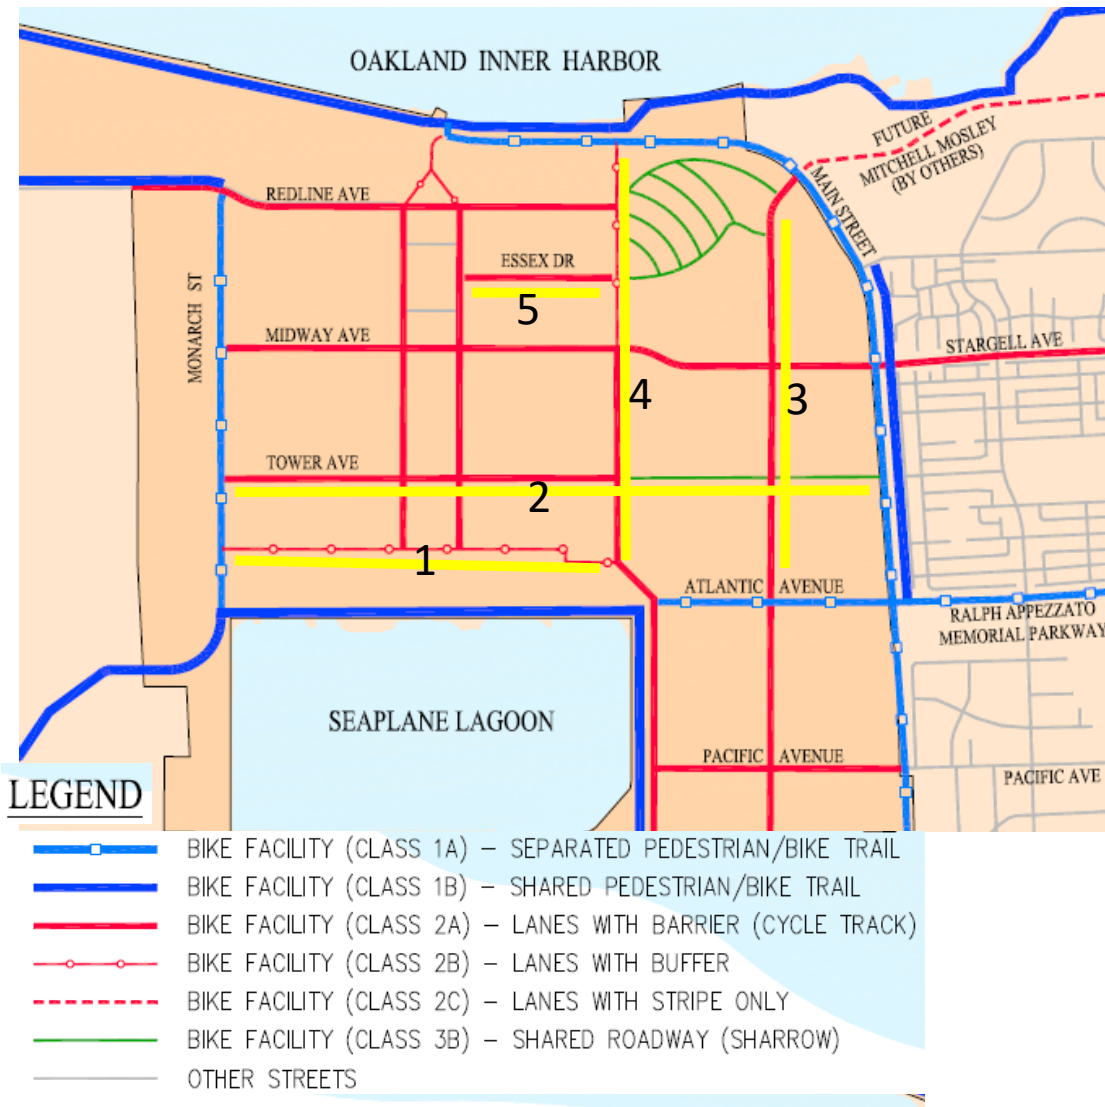 OAKLAND INNER HARBOR
FUTURE
MITCHELL MOSLEY
(BY OTHERS)
MAIN STREET
REDLINE AVE
ESSEX DR
5
MONARCH ST
MIDWAY AVE
STARGELL AVE
4
3
TOWER AVE
2
1
ATLANTIC AVENUE
RALPH APPEZZATO
MEMORIAL PARKWAY
SEAPLANE LAGOON
PACIFIC AVENUE
PACIFIC AVE
LEGEND
BIKE FACILITY (CLASS 1A) – SEPARATED PEDESTRIAN/BIKE TRAIL
BIKE FACILITY (CLASS 1B) – SHARED PEDESTRIAN/BIKE TRAIL
BIKE FACILITY (CLASS 2A) – LANES WITH BARRIER (CYCLE TRACK)
BIKE FACILITY (CLASS 2B) – LANES WITH BUFFER
BIKE FACILITY (CLASS 2C) – LANES WITH STRIPE ONLY
BIKE FACILITY (CLASS 3B) – SHARED ROADWAY (SHARROW)
OTHER STREETS